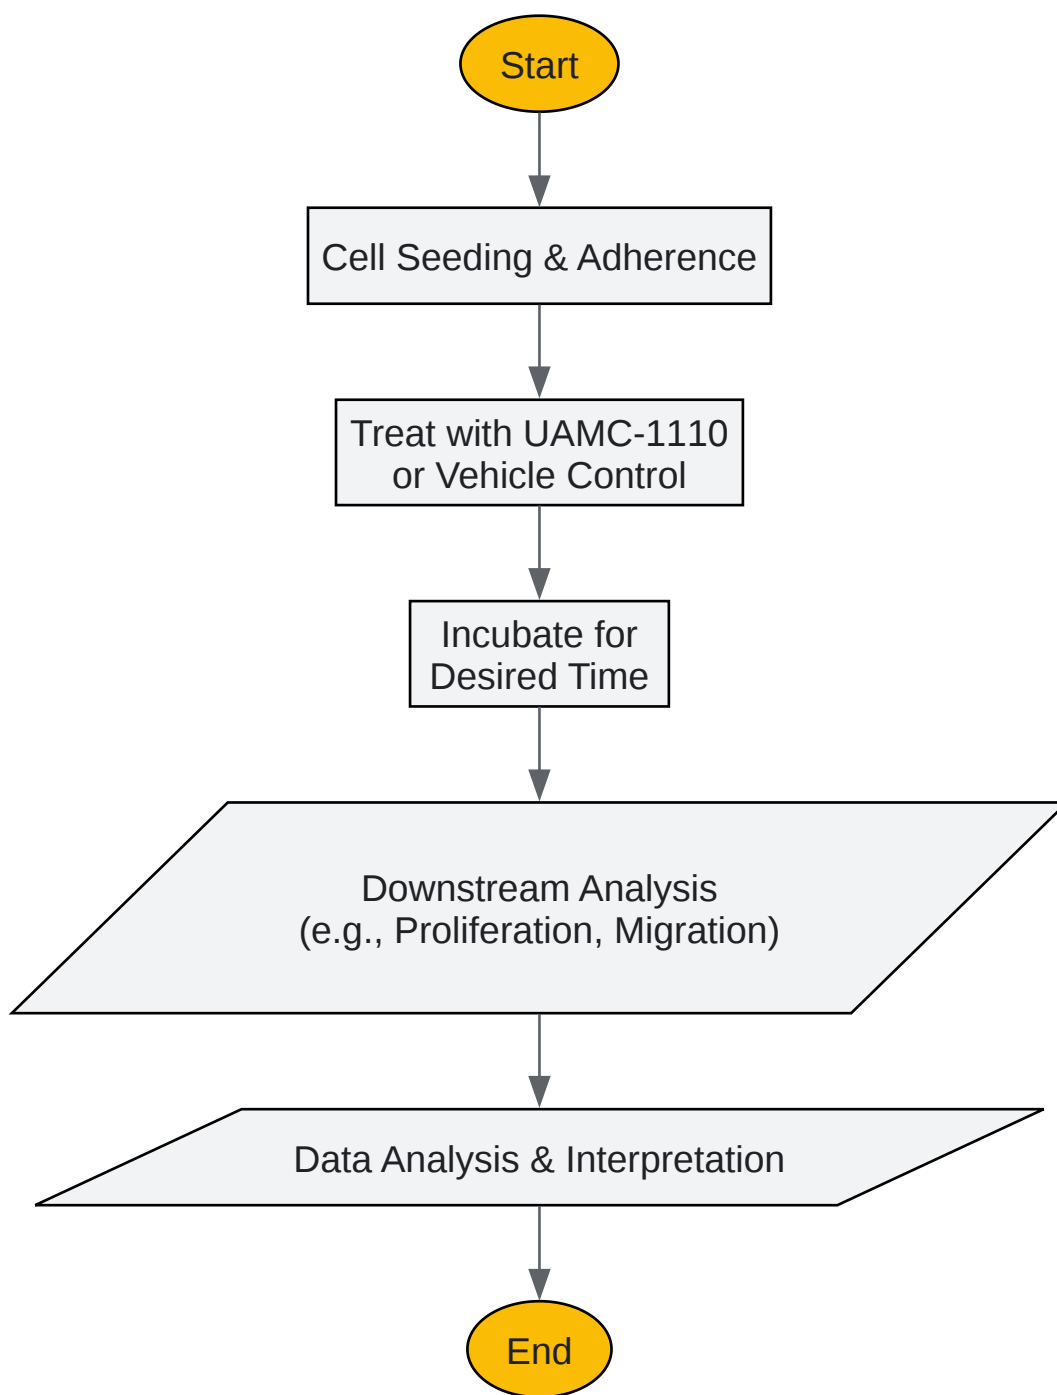 Start
Cell Seeding & Adherence
Treat with UAMC-1110
or Vehicle Control
Incubate for
Desired Time
Downstream Analysis
(e.g., Proliferation, Migration)
Data Analysis & Interpretation
End